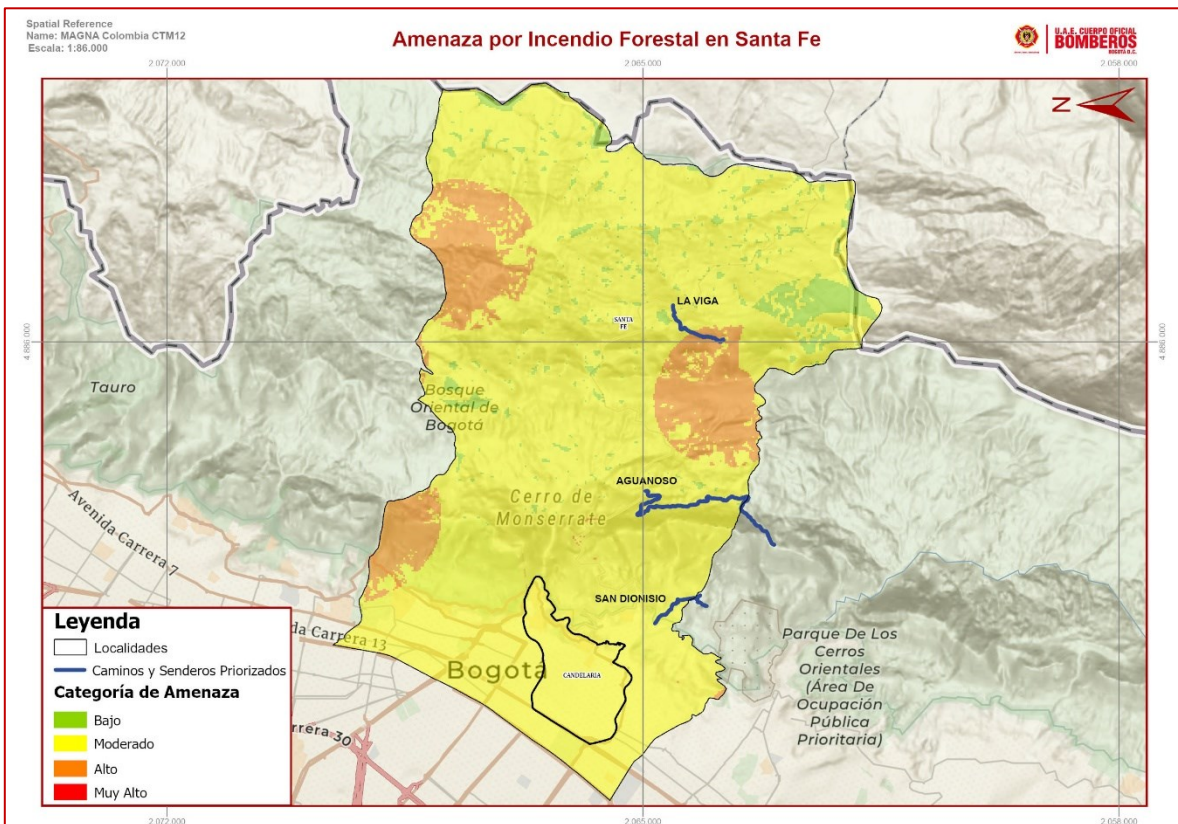 Spatial Reference
Name: MAGNA Colombia CTM12
Escala: 1:86.000
Amenaza por Incendio Forestal en Santa Fe
U.A.E. CUERPO OFICIAL
BOMBEROS
BOGOTÁ D.C.
2.072.000
2.065.000
2.058.000
N
LA VIGA
SANTA
FE
4.886.000
4.886.000
Tauro
Bosque
Oriental de
Bogotá
AGUANOSO
Cerro de
Monserrate
Avenida Carrera 7
SAN DIONISIO
Parque De Los
Cerros
Orientales
(Área De
Ocupación
Pública
Prioritaria)
nida Carrera 13
Bogotá
CANDELARIA
arrera 30
Leyenda
Localidades
Caminos y Senderos Priorizados
Categoría de Amenaza
Bajo
Moderado
Alto
Muy Alto
2.072.000
2.065.000
2.058.000